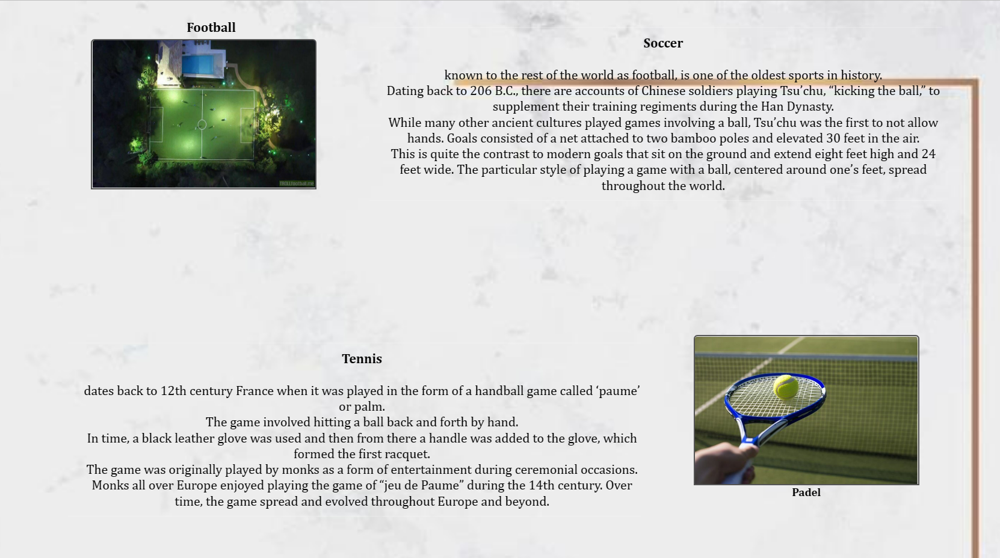 Football
TROLLfootball.me
Soccer
known to the rest of the world as football, is one of the oldest sports in history.
Dating back to 206 B.C., there are accounts of Chinese soldiers playing Tsu’chu, “kicking the ball,” to
supplement their training regiments during the Han Dynasty.
While many other ancient cultures played games involving a ball, Tsu’chu was the first to not allow
hands. Goals consisted of a net attached to two bamboo poles and elevated 30 feet in the air.
This is quite the contrast to modern goals that sit on the ground and extend eight feet high and 24
feet wide. The particular style of playing a game with a ball, centered around one’s feet, spread
throughout the world.
Tennis
dates back to 12th century France when it was played in the form of a handball game called ‘paume’
or palm.
The game involved hitting a ball back and forth by hand.
In time, a black leather glove was used and then from there a handle was added to the glove, which
formed the first racquet.
The game was originally played by monks as a form of entertainment during ceremonial occasions.
Monks all over Europe enjoyed playing the game of “jeu de Paume” during the 14th century. Over
time, the game spread and evolved throughout Europe and beyond.
Padel